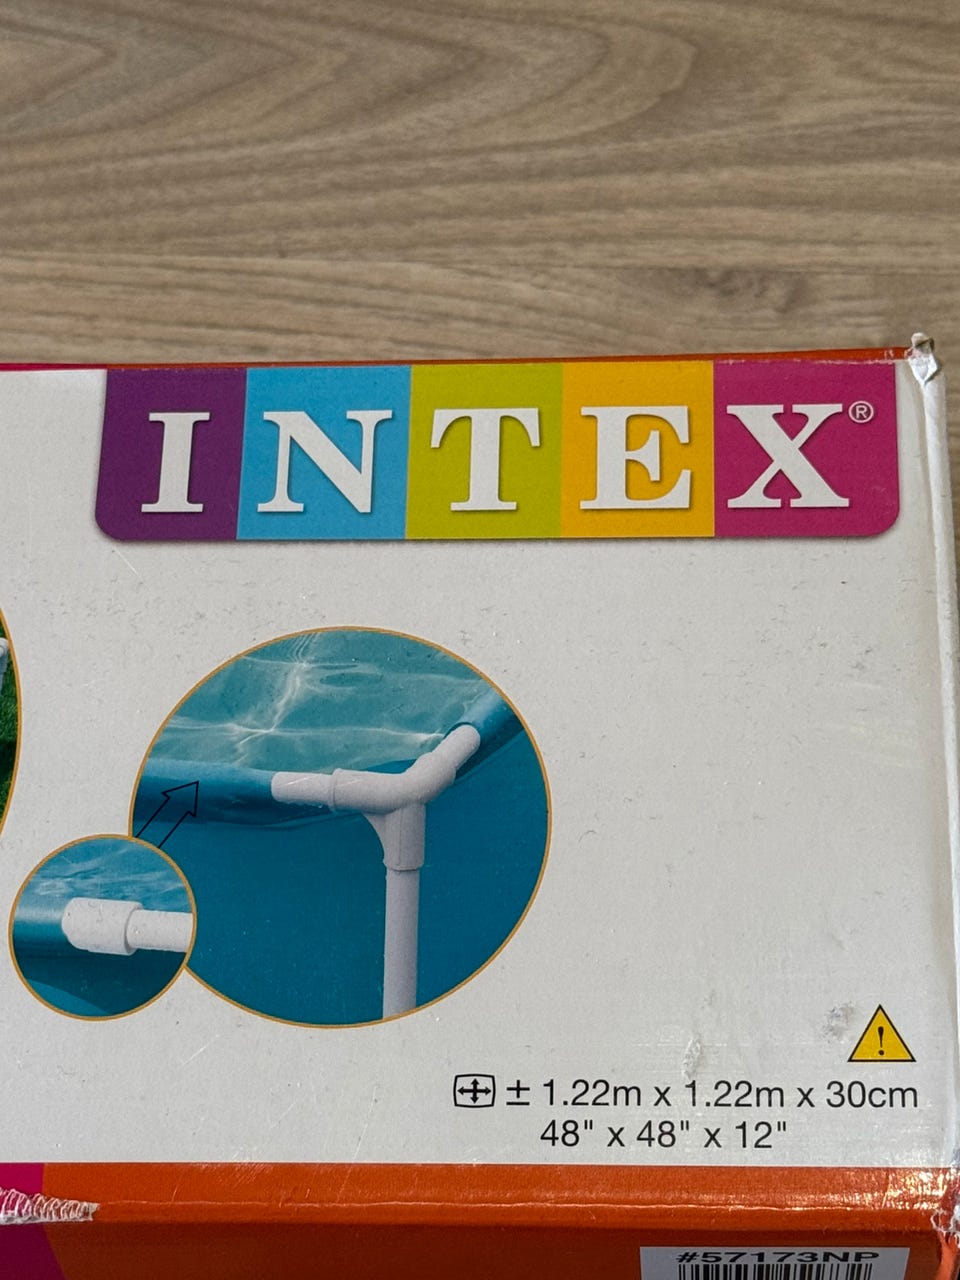 INTEX®
± 1.22m x 1.22m x 30cm
48" x 48" x 12"
#57173NP